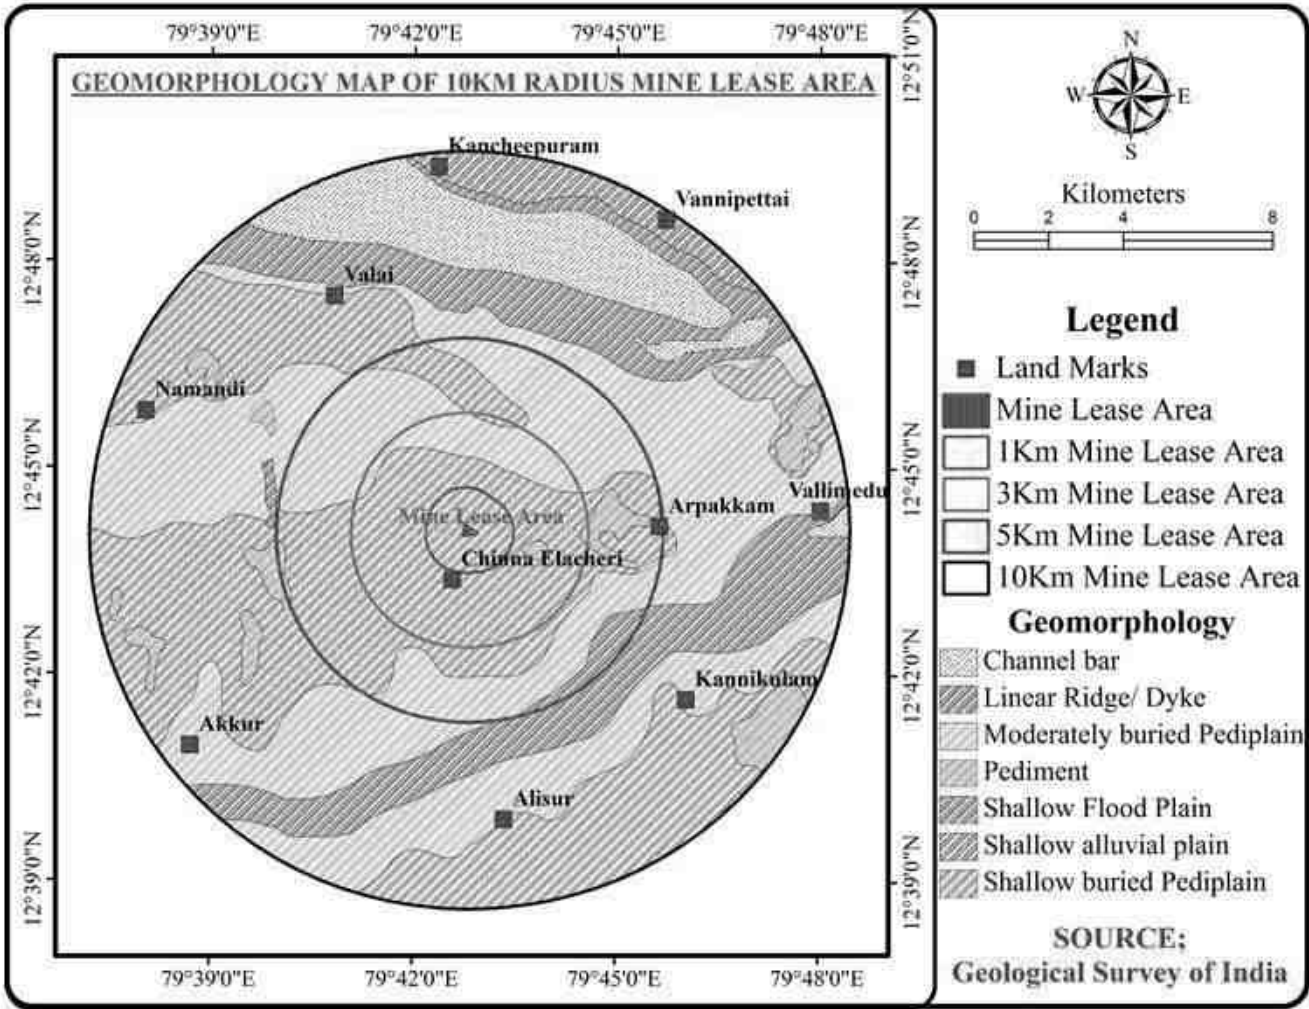 79°39'0"E 79°42'0"E 79°45'0"E 79°48'0"E
GEOMORPHOLOGY MAP OF 10KM RADIUS MINE LEASE AREA
12°51'0"N
12°48'0"N
12°45'0"N
12°42'0"N
12°39'0"N
12°48'0"N
12°45'0"N
12°42'0"N
12°39'0"N
Kancheepuram
Vannipettai
Valai
Namandi
Vallimedu
Arpakkam
Mine Lease Area
Chinna Elacheri
Kannikulam
Akkur
Alisur
79°39'0"E 79°42'0"E 79°45'0"E 79°48'0"E
N
W E
S
Kilometers
0 2 4 8
Legend
Land Marks
Mine Lease Area
1Km Mine Lease Area
3Km Mine Lease Area
5Km Mine Lease Area
10Km Mine Lease Area
Geomorphology
Channel bar
Linear Ridge/ Dyke
Moderately buried Pediplain
Pediment
Shallow Flood Plain
Shallow alluvial plain
Shallow buried Pediplain
SOURCE;
Geological Survey of India